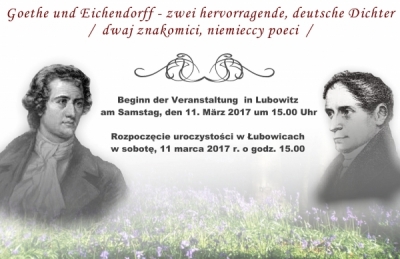 Goethe und Eichendorff - zwei hervorragende, deutsche Dichter
/ dwaj znakomici, niemieccy poeci /
Beginn der Veranstaltung in Lubowitz
am Samstag, den 11. März 2017 um 15.00 Uhr
Rozpoczęcie uroczystości w Łubowicach
w sobotę, 11 marca 2017 r. o godz. 15.00